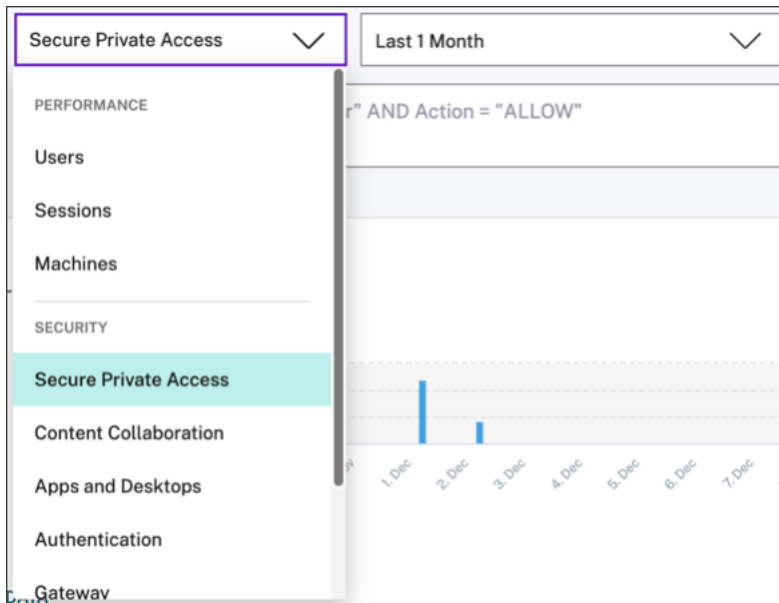 Secure Private Access
Last 1 Month
r" AND Action = "ALLOW"
PERFORMANCE
Users
Sessions
Machines
SECURITY
Secure Private Access
Content Collaboration
Apps and Desktops
Authentication
Gateway
1. Dec
2. Dec
3. Dec
4. Dec
5. Dec
6. Dec
7. Dec